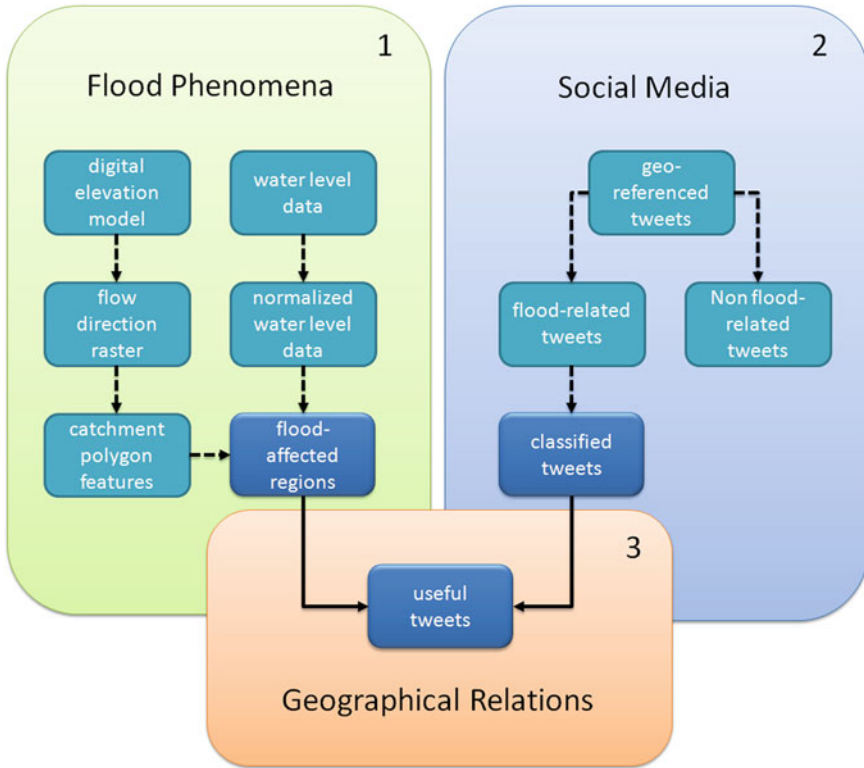 1
Flood Phenomena
digital
elevation
model
water level
data
flow
direction
raster
normalized
water level
data
catchment
polygon
features
flood-
affected
regions
2
Social Media
geo-
referenced
tweets
flood-related
tweets
Non flood-
related
tweets
classified
tweets
3
useful
tweets
Geographical Relations